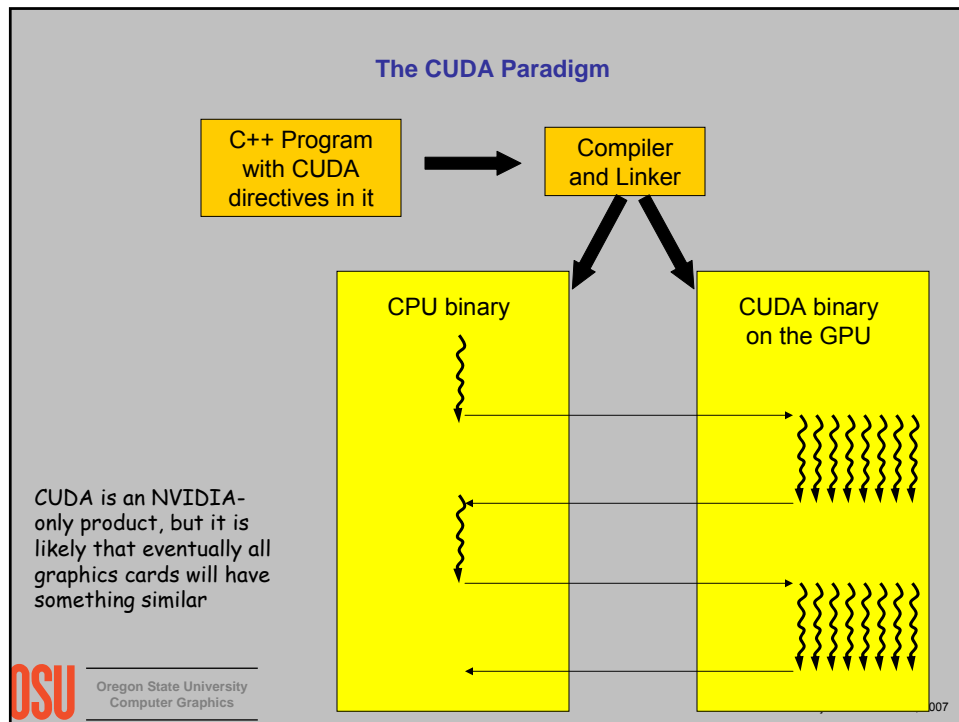 The CUDA Paradigm
C++ Program
with CUDA
directives in it
Compiler
and Linker
CPU binary
CUDA binary
on the GPU
CUDA is an NVIDIA-
only product, but it is
likely that eventually all
graphics cards will have
something similar
OSU
Oregon State University
Computer Graphics